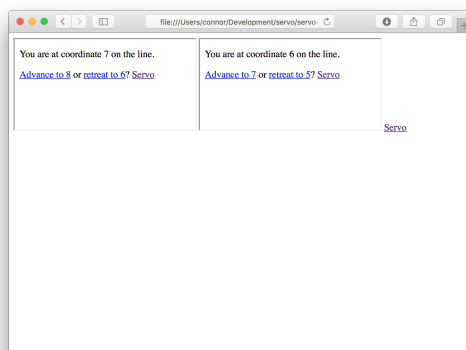 file:///Users/connor/Development/servo/servo-
You are at coordinate 7 on the line.
Advance to 8 or retreat to 6? Servo
You are at coordinate 6 on the line.
Advance to 7 or retreat to 5? Servo
Servo